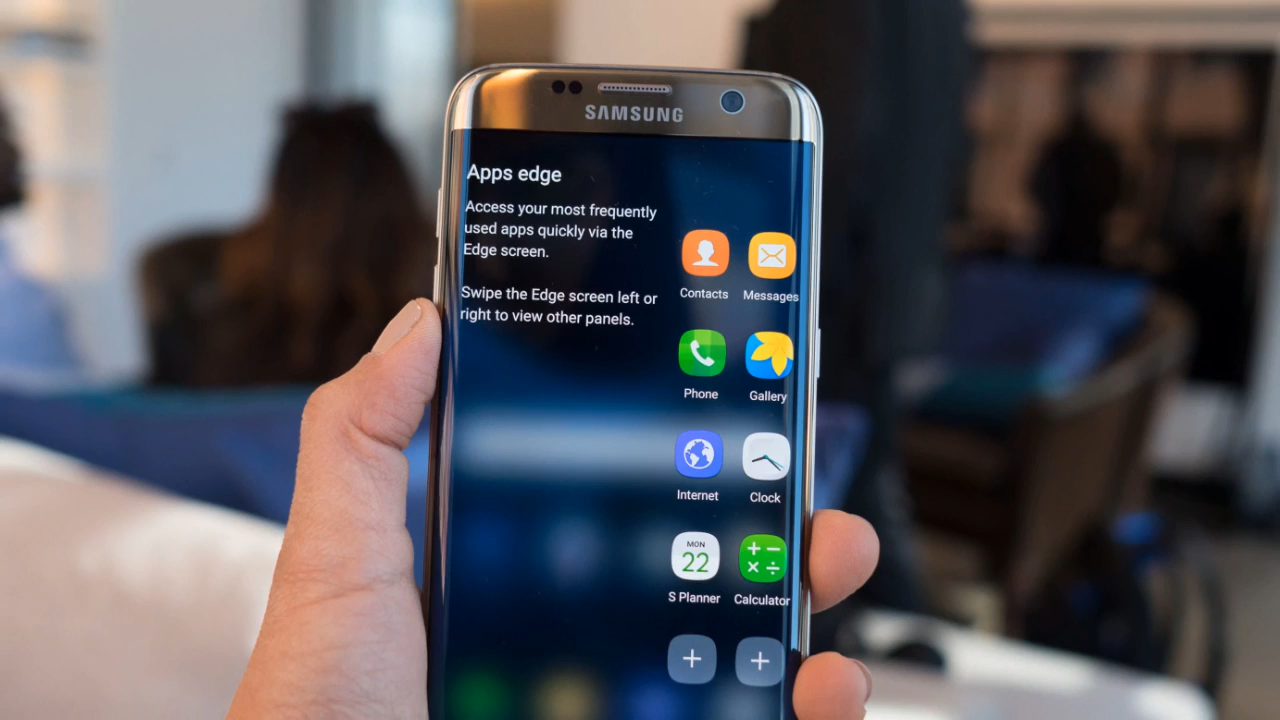 SAMSUNG
Apps edge
Access your most frequently
used apps quickly via the
Edge screen.
Swipe the Edge screen left or
right to view other panels.
Contacts Messages
Phone Gallery
Internet Clock
MON
22
+ − × ÷
S Planner Calculator
+ +